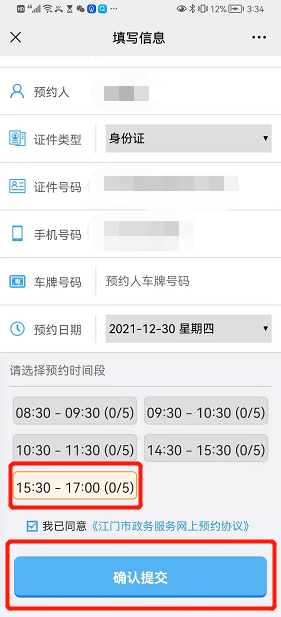 12% 3:34
填写信息
预约人
证件类型 身份证
证件号码
手机号码
车牌号码 预约人车牌号码
预约日期 2021-12-30 星期四
请选择预约时间段
08:30 - 09:30 (0/5) 09:30 - 10:30 (0/5)
10:30 - 11:30 (0/5) 14:30 - 15:30 (0/5)
15:30 - 17:00 (0/5)
我已同意《江门市政务服务网上预约协议》
确认提交